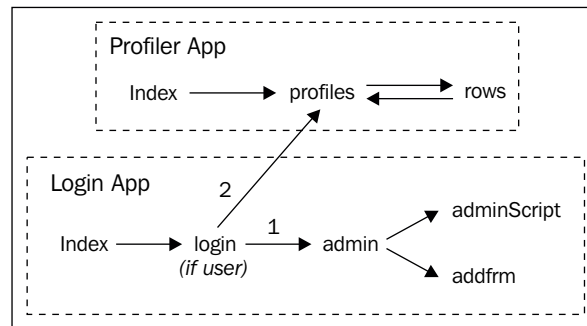 Profiler App
Index profiles rows
Login App
2
1
adminScript
Index login admin
(if user)
addfrm